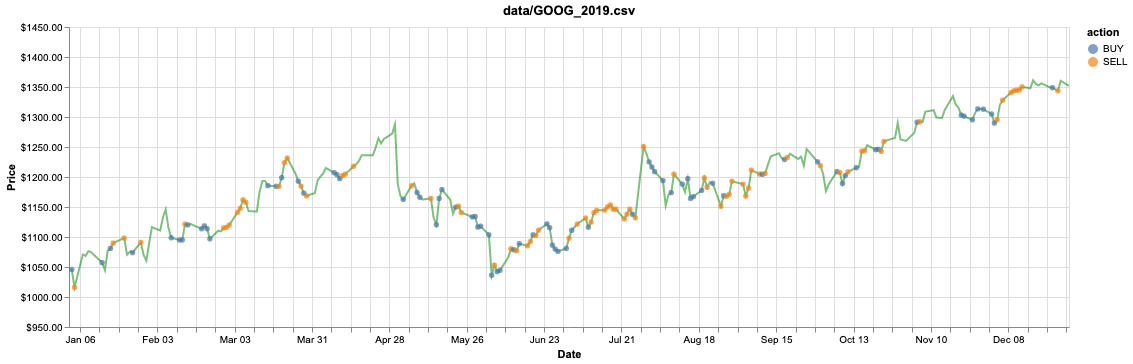 data/GOOG_2019.csv
$1450.00
$1400.00
$1350.00
$1300.00
$1250.00
$1200.00
$1150.00
$1100.00
$1050.00
$1000.00
$950.00
Price
Jan 06 Feb 03 Mar 03 Mar 31 Apr 28 May 26 Jun 23 Jul 21 Aug 18 Sep 15 Oct 13 Nov 10 Dec 08
Date
action
BUY
SELL